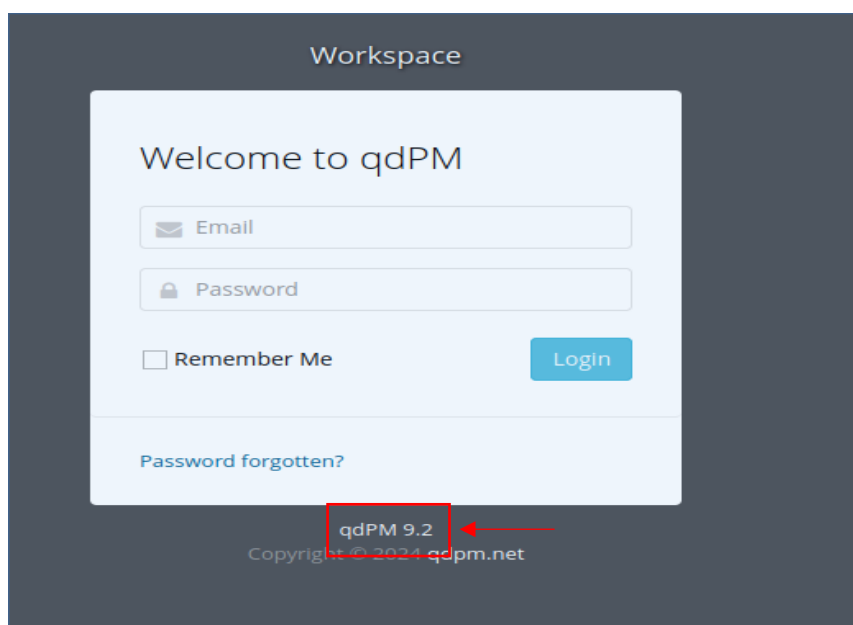 Workspace
Welcome to qdPM
Email
Password
Remember Me
Login
Password forgotten?
qdPM 9.2
Copyright © 2024 qdpm.net